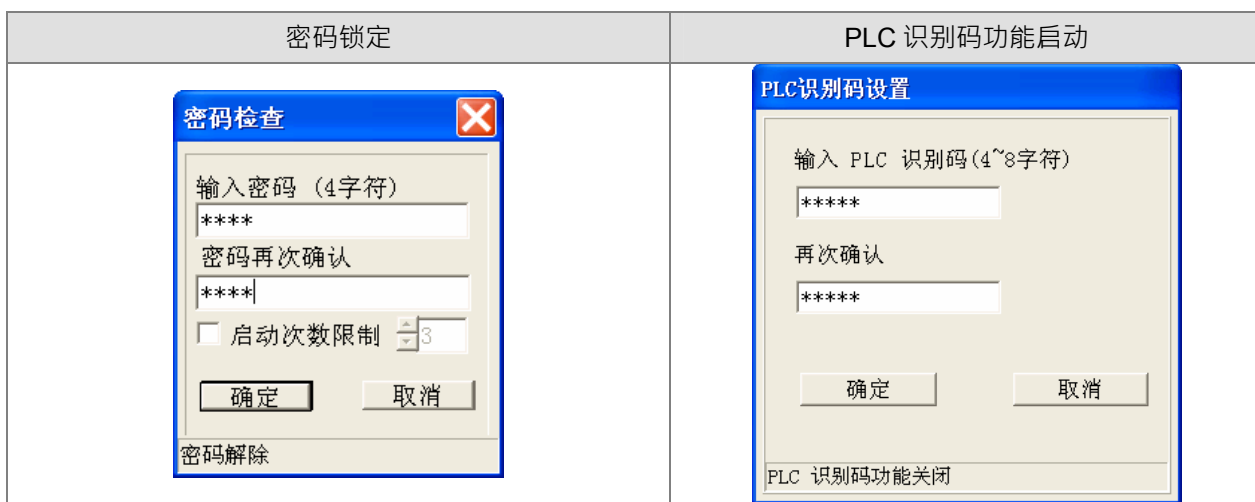 密码锁定
PLC 识别码功能启动
密码检查
输入密码 (4字符)
****
密码再次确认
****
启动次数限制 3
确定 取消
密码解除
PLC识别码设置
输入 PLC 识别码(4~8字符)
*****
再次确认
*****
确定 取消
PLC 识别码功能关闭